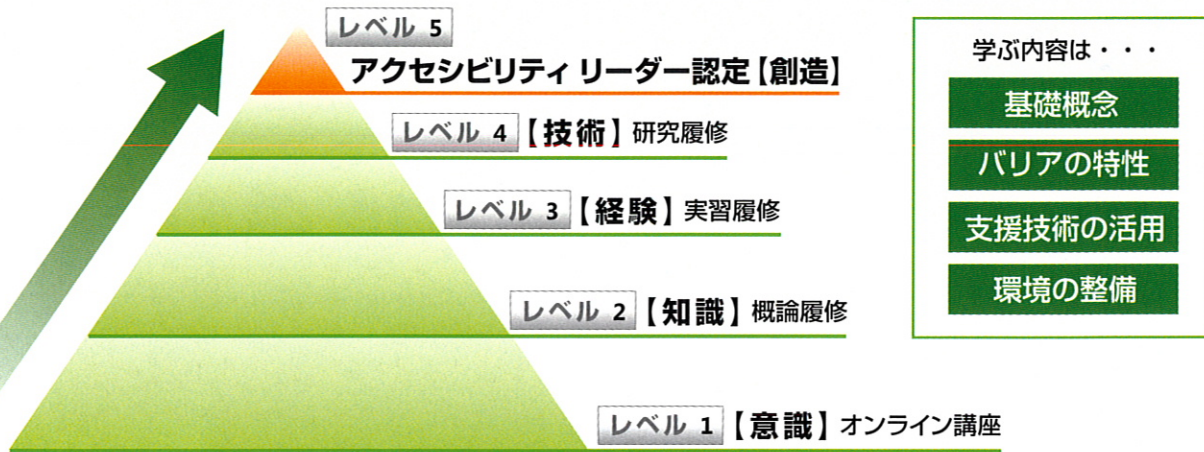 レベル 5
アクセシビリティ リーダー認定【創造】
レベル 4 【技術】 研究履修
レベル 3 【経験】 実習履修
レベル 2 【知識】 概論履修
レベル 1 【意識】 オンライン講座
学ぶ内容は・・・
基礎概念
バリアの特性
支援技術の活用
環境の整備